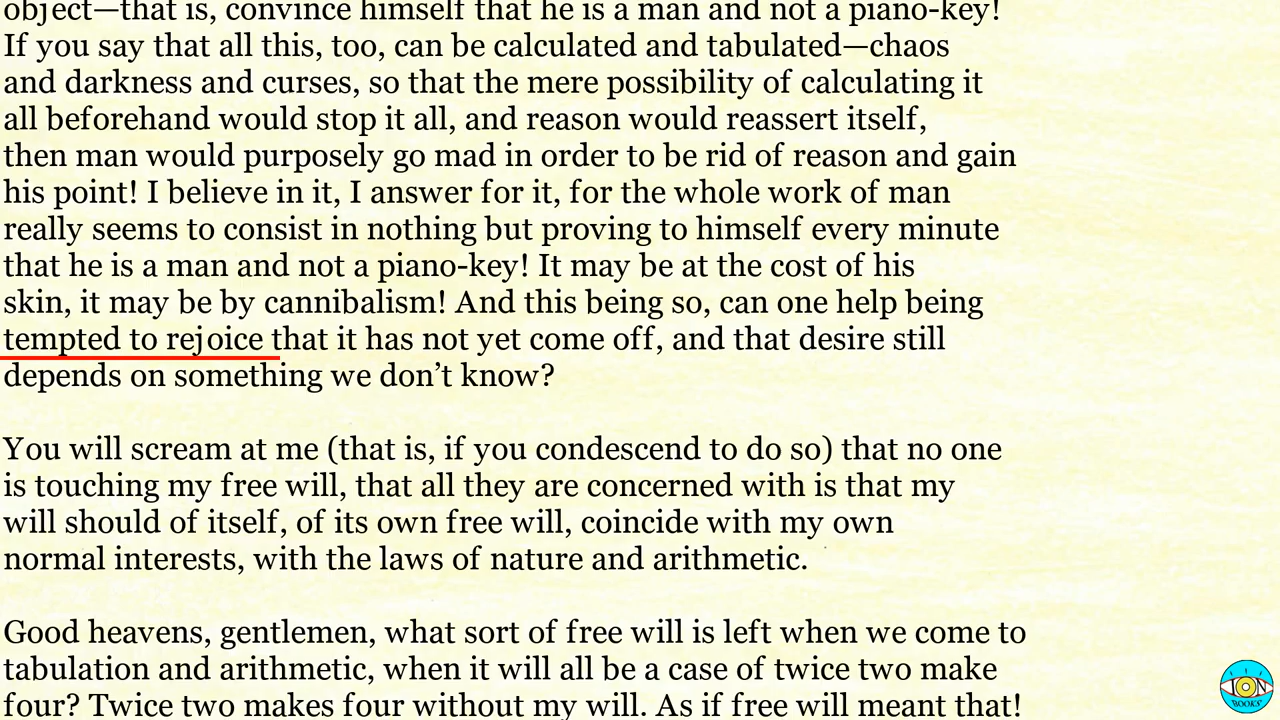 object—that is, convince himself that he is a man and not a piano-key!
If you say that all this, too, can be calculated and tabulated—chaos
and darkness and curses, so that the mere possibility of calculating it
all beforehand would stop it all, and reason would reassert itself,
then man would purposely go mad in order to be rid of reason and gain
his point! I believe in it, I answer for it, for the whole work of man
really seems to consist in nothing but proving to himself every minute
that he is a man and not a piano-key! It may be at the cost of his
skin, it may be by cannibalism! And this being so, can one help being
tempted to rejoice that it has not yet come off, and that desire still
depends on something we don’t know?
You will scream at me (that is, if you condescend to do so) that no one
is touching my free will, that all they are concerned with is that my
will should of itself, of its own free will, coincide with my own
normal interests, with the laws of nature and arithmetic.
Good heavens, gentlemen, what sort of free will is left when we come to
tabulation and arithmetic, when it will all be a case of twice two make
four? Twice two makes four without my will. As if free will meant that!
ION
BOOKS